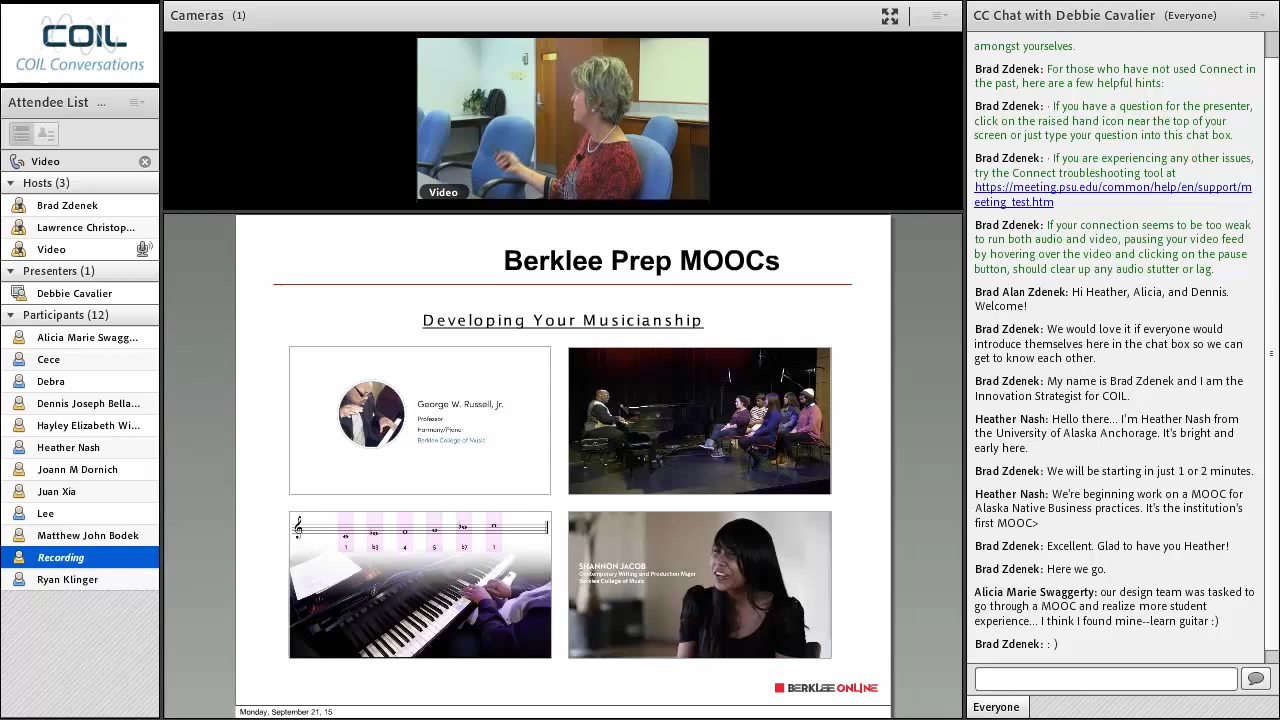 COIL
COIL Conversations
Attendee List ...
Video
Hosts (3)
Brad Zdenek
Lawrence Christop...
Video
Presenters (1)
Debbie Cavalier
Participants (12)
Alicia Marie Swagg...
Cece
Debra
Dennis Joseph Bella...
Hayley Elizabeth Wi...
Heather Nash
Joann M Dornich
Juan Xia
Lee
Matthew John Bodek
Recording
Ryan Klinger
Cameras (1)
Video
Berklee Prep MOOCs
Developing Your Musicianship
George W. Russell, Jr.
Professor
Harmony/Piano
Berklee College of Music
1 b3 4 5 b7 1
SHANNON JACOB
Contemporary Writing and Production Major
Berklee College of Music
BERKLEE ONLINE
Monday, September 21, 15
CC Chat with Debbie Cavalier (Everyone)
amongst yourselves.
Brad Zdenek: For those who have not used Connect in
the past, here are a few helpful hints:
Brad Zdenek: · If you have a question for the presenter,
click on the raised hand icon near the top of your
screen or just type your question into this chat box.
Brad Zdenek: · If you are experiencing any other issues,
try the Connect troubleshooting tool at
https://meeting.psu.edu/common/help/en/support/m
eeting_test.htm
Brad Zdenek: If your connection seems to be too weak
to run both audio and video, pausing your video feed
by hovering over the video and clicking on the pause
button, should clear up any audio stutter or lag.
Brad Alan Zdenek: Hi Heather, Alicia, and Dennis.
Welcome!
Brad Zdenek: We would love it if everyone would
introduce themselves here in the chat box so we can
get to know each other.
Brad Zdenek: My name is Brad Zdenek and I am the
Innovation Strategist for COIL.
Heather Nash: Hello there... I'm Heather Nash from
the University of Alaska Anchorage. It's bright and
early here.
Brad Zdenek: We will be starting in just 1 or 2 minutes.
Heather Nash: We're beginning work on a MOOC for
Alaska Native Business practices. It's the institution's
first MOOC>
Brad Zdenek: Excellent. Glad to have you Heather!
Brad Zdenek: Here we go.
Alicia Marie Swaggerty: our design team was tasked to
go through a MOOC and realize more student
experience... I think I found mine--learn guitar :)
Brad Zdenek: : )
Everyone